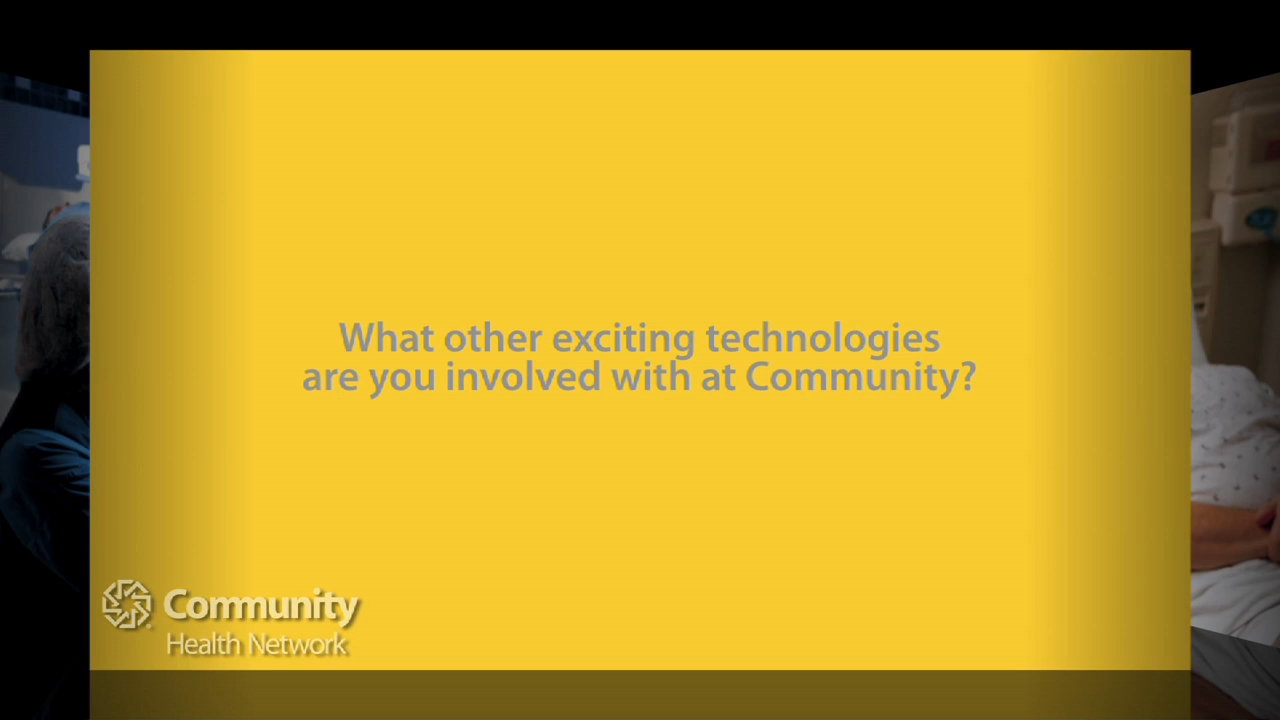 What other exciting technologies
are you involved with at Community?
Community
Health Network